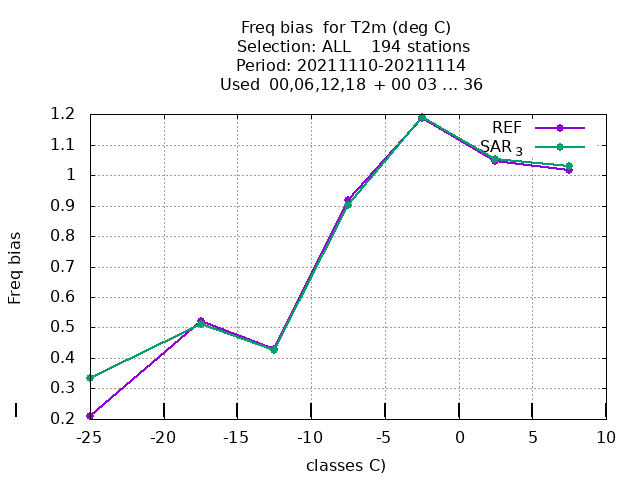 Freq bias for T2m (deg C)
Selection: ALL 194 stations
Period: 20211110-20211114
Used 00,06,12,18 + 00 03 ... 36
REF
SAR 3
1.2
1.1
1
0.9
0.8
0.7
0.6
0.5
0.4
0.3
0.2
Freq bias
-25 -20 -15 -10 -5 0 5 10
classes C)